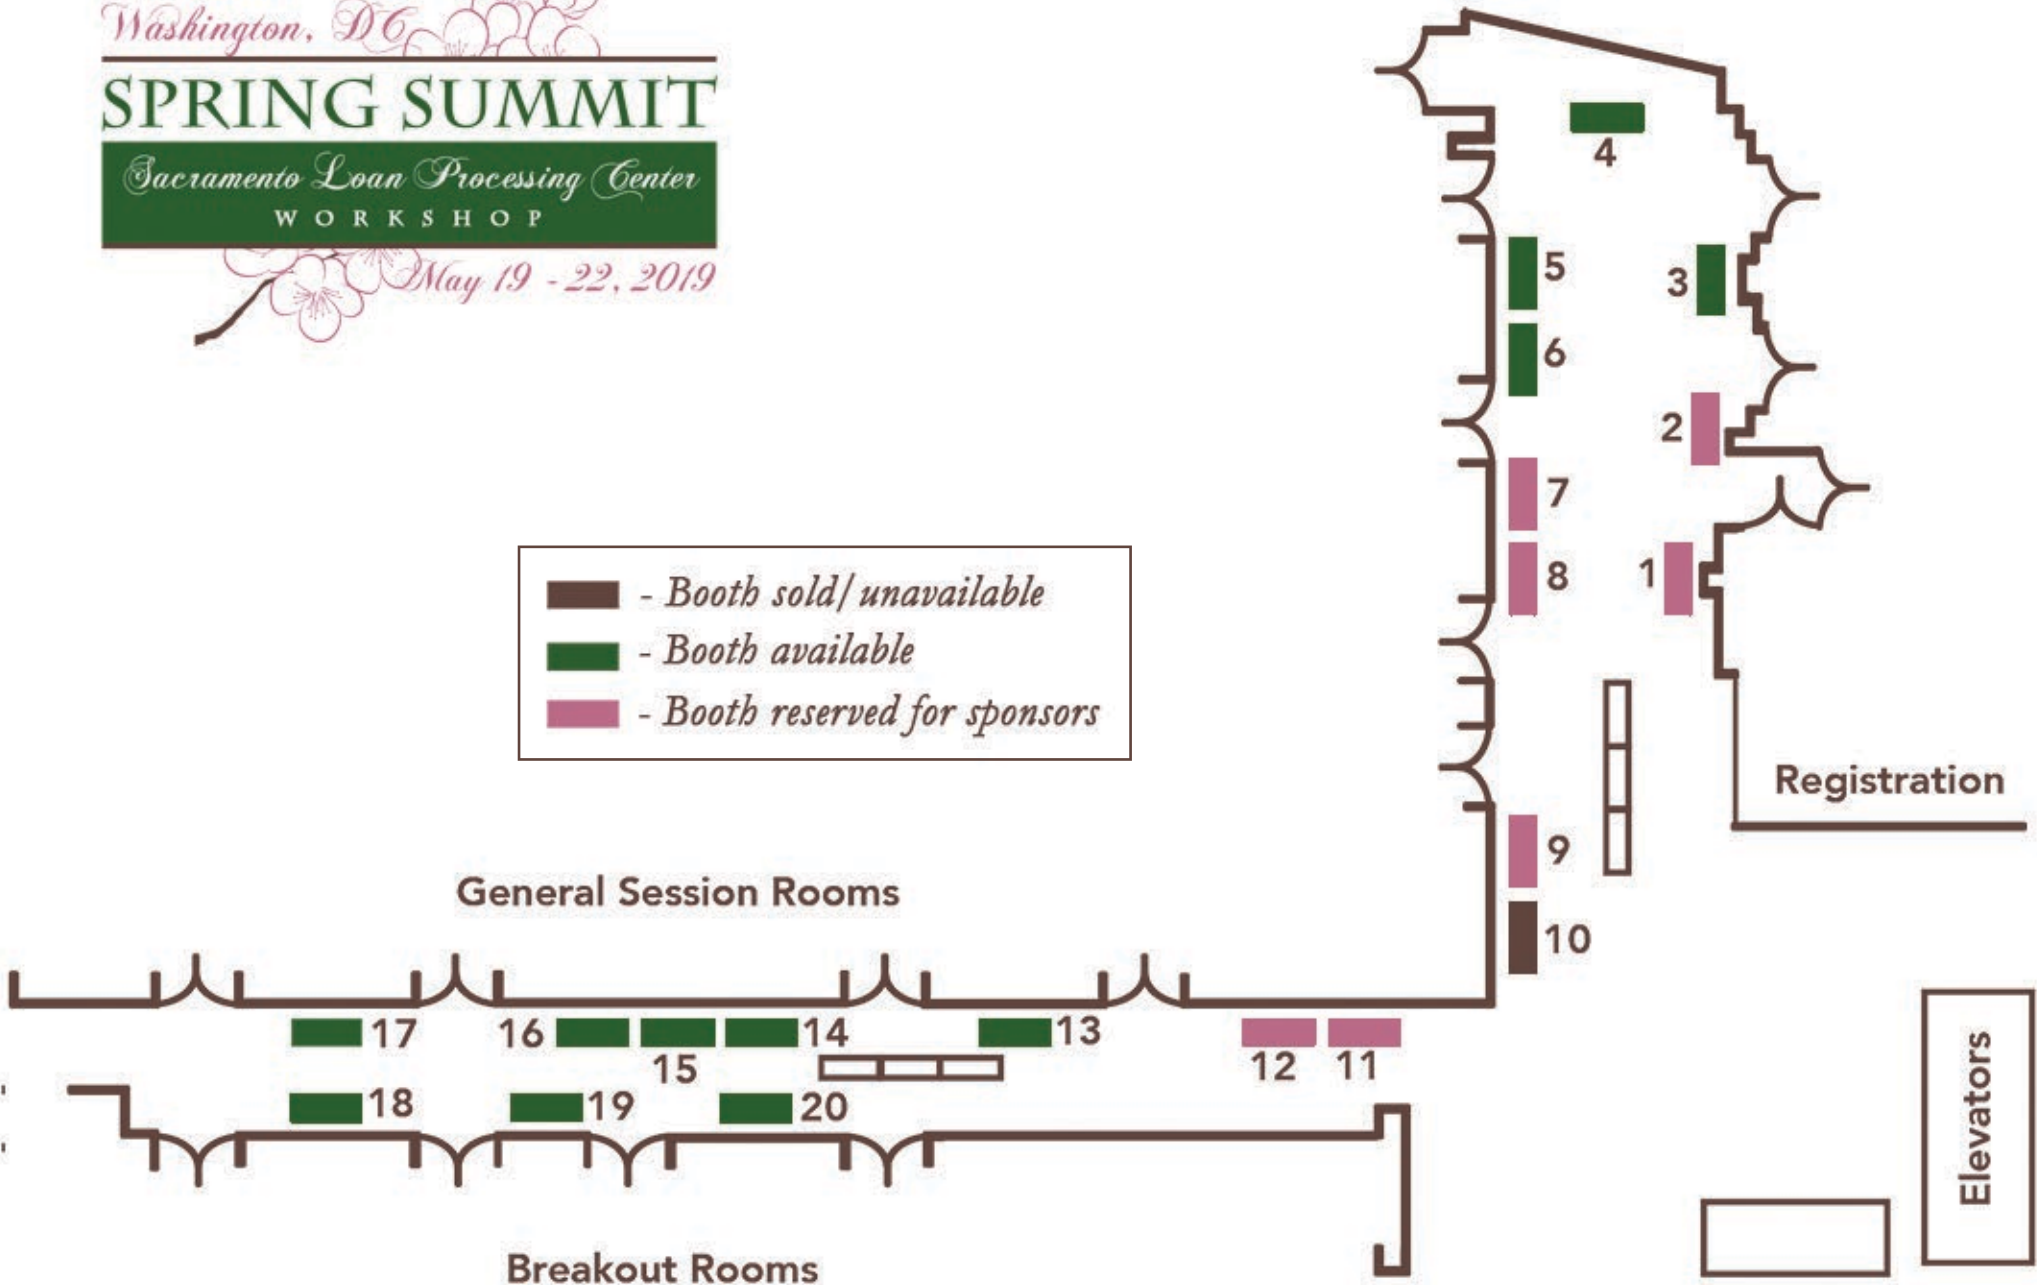 Washington, DC
SPRING SUMMIT
Sacramento Loan Processing Center
WORKSHOP
May 19 - 22, 2019
4
5
3
6
2
7
- Booth sold/ unavailable
8
1
- Booth available
- Booth reserved for sponsors
Registration
9
General Session Rooms
10
17
16
14
13
15
12
11
18
19
20
Elevators
Breakout Rooms